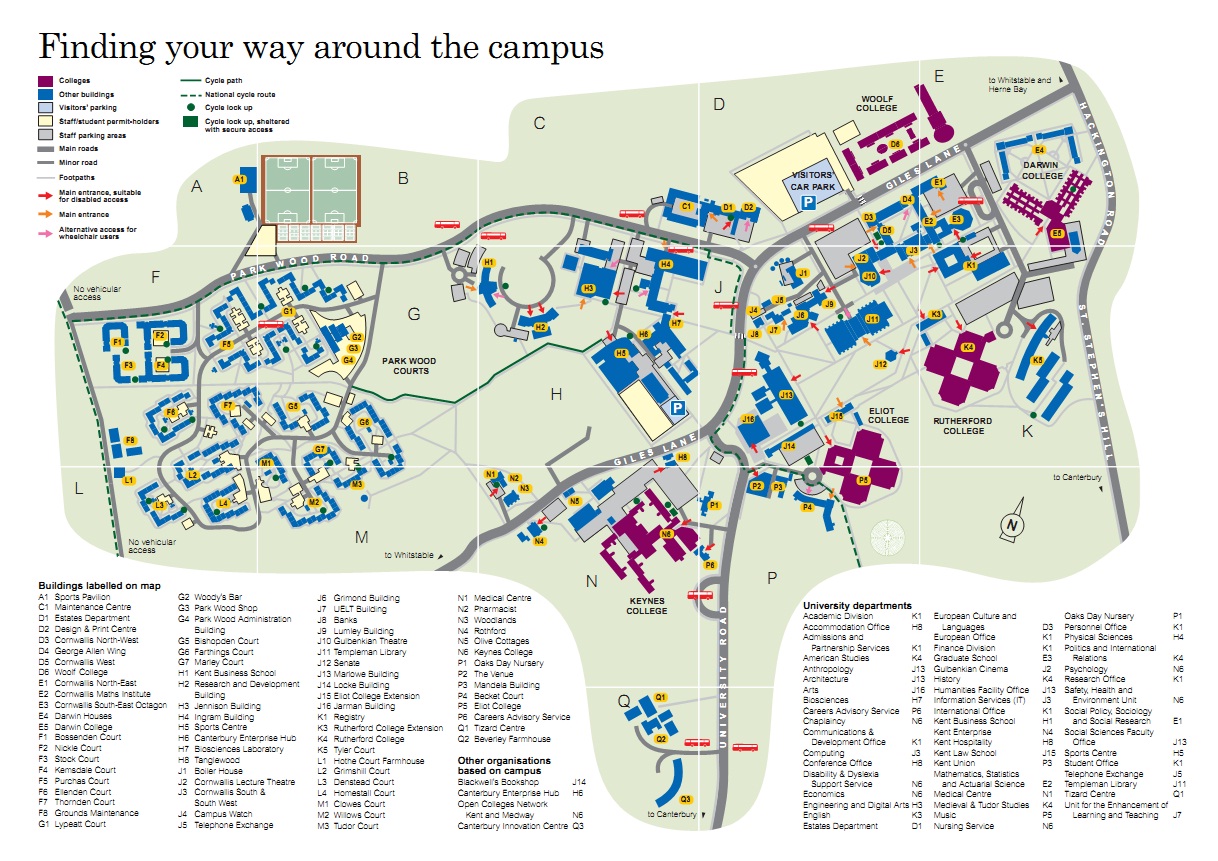 Finding your way around the campus
Colleges
Other buildings
Visitors' parking
Staff/student permit-holders
Staff parking areas
Main roads
Minor road
Footpaths
Main entrance, suitable
for disabled access
Main entrance
Alternative access for
wheelchair users
Cycle path
National cycle route
Cycle lock up
Cycle lock up, sheltered
with secure access
A
B
C
D
E
F
G
H
J
K
L
M
N
P
Q
to Whitstable and
Herne Bay
HACKINGTON ROAD
ST. STEPHEN'S HILL
WOOLF
COLLEGE
D6
GILES LANE
E4
DARWIN
COLLEGE
E5
VISITORS'
CAR PARK
P
A1
C1
D1
D2
D4
E1
D3
D5
E2
E3
J3
J2
J10
K1
PARK WOOD ROAD
No vehicular
access
H1
H3
H4
H2
H7
H6
H5
P
J1
J5
J9
J4
J6
J8
J7
J11
J12
K3
K4
K5
G1
G2
G3
G4
F1
F2
F3
F4
F5
PARK WOOD
COURTS
F6
F7
G5
G6
F8
G7
J13
J15
J16
J14
ELIOT
COLLEGE
RUTHERFORD
COLLEGE
GILES LANE
H8
L1
L2
M1
M3
L3
L4
M2
No vehicular
access
to Whitstable
N1
N2
N3
N5
N4
N6
KEYNES
COLLEGE
P1
P2
P3
P4
P5
P6
to Canterbury
N
UNIVERSITY ROAD
Q1
Q2
Q3
to Canterbury
Buildings labelled on map
A1 Sports Pavilion
C1 Maintenance Centre
D1 Estates Department
D2 Design & Print Centre
D3 Cornwallis North-West
D4 George Allen Wing
D5 Cornwallis West
D6 Woolf College
E1 Cornwallis North-East
E2 Cornwallis Maths Institute
E3 Cornwallis South-East Octagon
E4 Darwin Houses
E5 Darwin College
F1 Bossenden Court
F2 Nickle Court
F3 Stock Court
F4 Kemsdale Court
F5 Purchas Court
F6 Ellenden Court
F7 Thornden Court
F8 Grounds Maintenance
G1 Lypeatt Court
G2 Woody's Bar
G3 Park Wood Shop
G4 Park Wood Administration
Building
G5 Bishopden Court
G6 Farthings Court
G7 Marley Court
H1 Kent Business School
H2 Research and Development
Building
H3 Jennison Building
H4 Ingram Building
H5 Sports Centre
H6 Canterbury Enterprise Hub
H7 Biosciences Laboratory
H8 Tanglewood
J1 Boiler House
J2 Cornwallis Lecture Theatre
J3 Cornwallis South &
South West
J4 Campus Watch
J5 Telephone Exchange
J6 Grimond Building
J7 UELT Building
J8 Banks
J9 Lumley Building
J10 Gulbenkian Theatre
J11 Templeman Library
J12 Senate
J13 Marlowe Building
J14 Locke Building
J15 Eliot College Extension
J16 Jarman Building
K1 Registry
K3 Rutherford College Extension
K4 Rutherford College
K5 Tyler Court
L1 Hothe Court Farmhouse
L2 Grimshill Court
L3 Denstead Court
L4 Homestall Court
M1 Clowes Court
M2 Willows Court
M3 Tudor Court
N1 Medical Centre
N2 Pharmacist
N3 Woodlands
N4 Rothford
N5 Olive Cottages
N6 Keynes College
P1 Oaks Day Nursery
P2 The Venue
P3 Mandela Building
P4 Becket Court
P5 Eliot College
P6 Careers Advisory Service
Q1 Tizard Centre
Q2 Beverley Farmhouse
Other organisations
based on campus
Blackwell's Bookshop J14
Canterbury Enterprise Hub H6
Open Colleges Network
Kent and Medway N6
Canterbury Innovation Centre Q3
University departments
Academic Division K1
Accommodation Office H8
Admissions and
Partnership Services K1
American Studies K4
Anthropology J13
Architecture J13
Arts J16
Biosciences H7
Careers Advisory Service P6
Chaplaincy N6
Communications &
Development Office K1
Computing J3
Conference Office H8
Disability & Dyslexia
Support Service N6
Economics N6
Engineering and Digital Arts H3
English K3
Estates Department D1
European Culture and
Languages D3
European Office K1
Finance Division K1
Graduate School E3
Gulbenkian Cinema J2
History K4
Humanities Faculty Office J13
Information Services (IT) J3
International Office K1
Kent Business School H1
Kent Enterprise N4
Kent Hospitality H8
Kent Law School J15
Kent Union P3
Mathematics, Statistics
and Actuarial Science E2
Medical Centre N1
Medieval & Tudor Studies K4
Music P5
Nursing Service N6
Oaks Day Nursery P1
Personnel Office K1
Physical Sciences H4
Politics and International
Relations K4
Psychology N6
Research Office K1
Safety, Health and
Environment Unit N6
Social Policy, Sociology
and Social Research E1
Social Sciences Faculty
Office J13
Sports Centre H5
Student Office K1
Telephone Exchange J5
Templeman Library J11
Tizard Centre Q1
Unit for the Enhancement of
Learning and Teaching J7